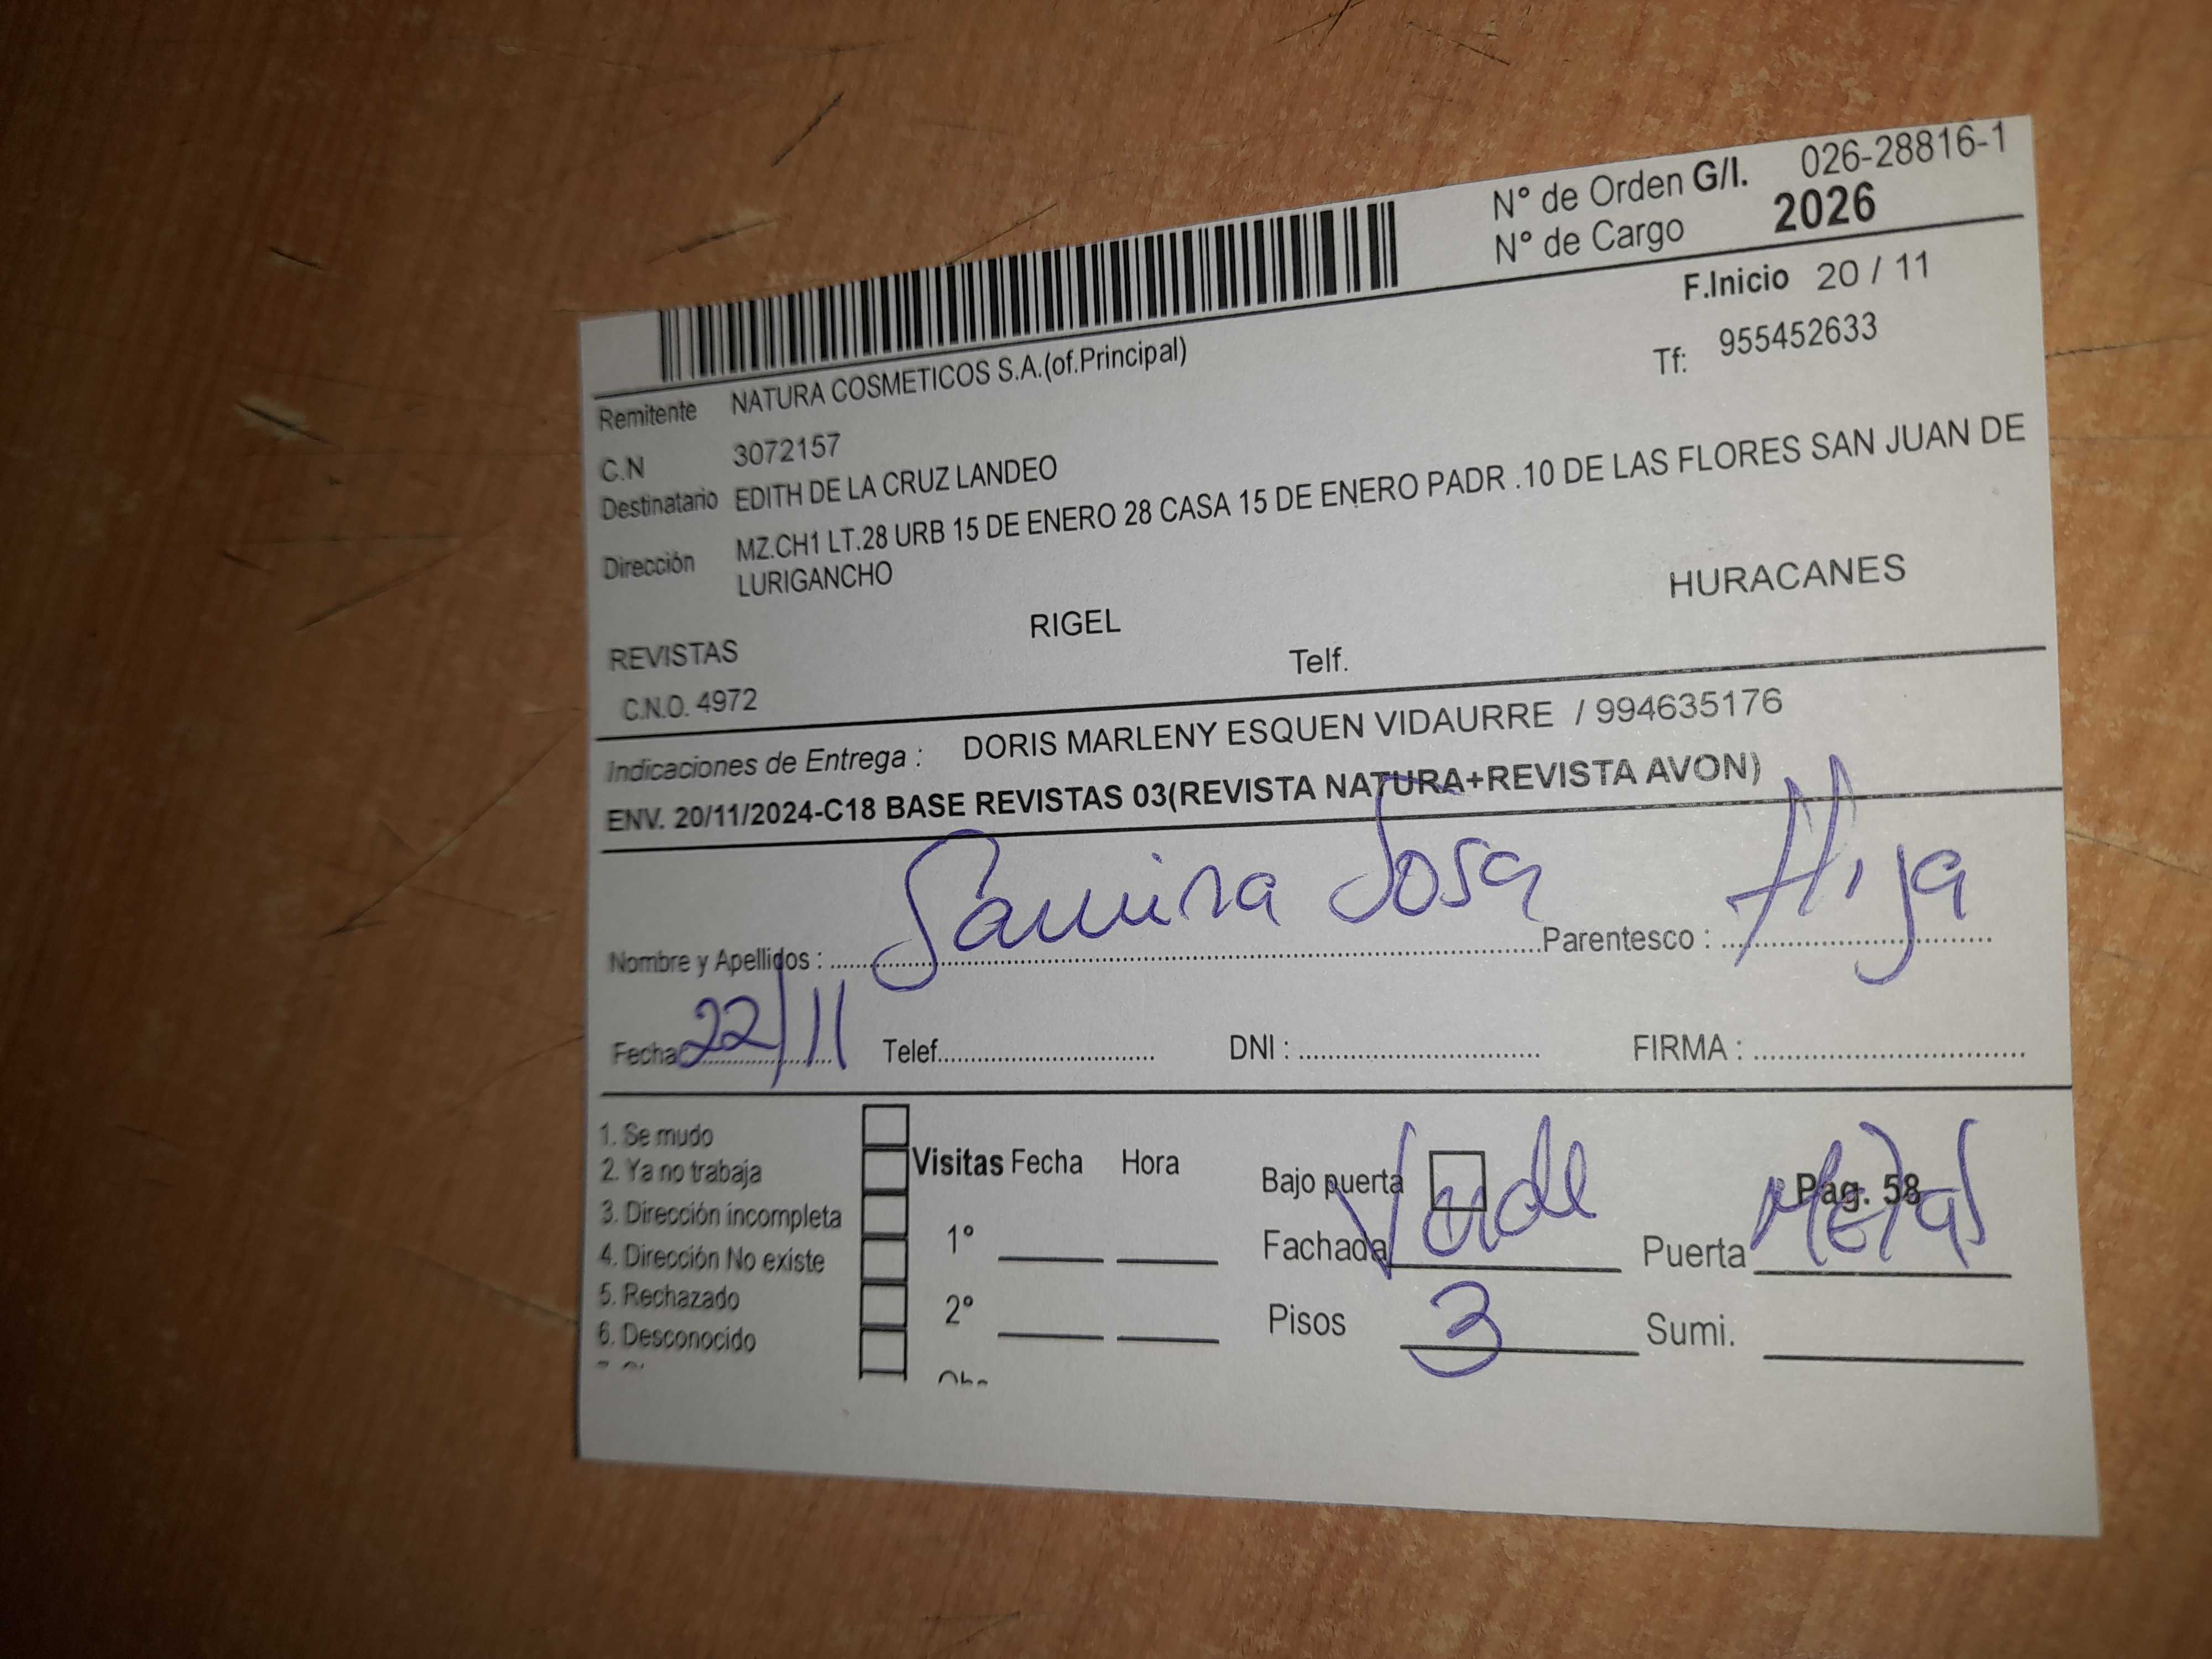 N° de Orden G/I. 026-28816-1
N° de Cargo 2026
F.Inicio 20 / 11
Remitente NATURA COSMETICOS S.A.(of.Principal) Tf: 955452633
C.N 3072157
Destinatario EDITH DE LA CRUZ LANDEO
Dirección MZ.CH1 LT.28 URB 15 DE ENERO 28 CASA 15 DE ENERO PADR .10 DE LAS FLORES SAN JUAN DE
LURIGANCHO
REVISTAS RIGEL HURACANES
C.N.O. 4972 Telf.
Indicaciones de Entrega : DORIS MARLENY ESQUEN VIDAURRE / 994635176
ENV. 20/11/2024-C18 BASE REVISTAS 03(REVISTA NATURA+REVISTA AVON)
Nombre y Apellidos : Samira Sosa Parentesco : Hija
Fecha 22/11 Telef. DNI : FIRMA :
1. Se mudo
2. Ya no trabaja
3. Dirección incompleta
4. Dirección No existe
5. Rechazado
6. Desconocido
Visitas Fecha Hora
1°
2°
Bajo puerta Pag. 58
Fachada Verde Puerta Metal
Pisos 3 Sumi.